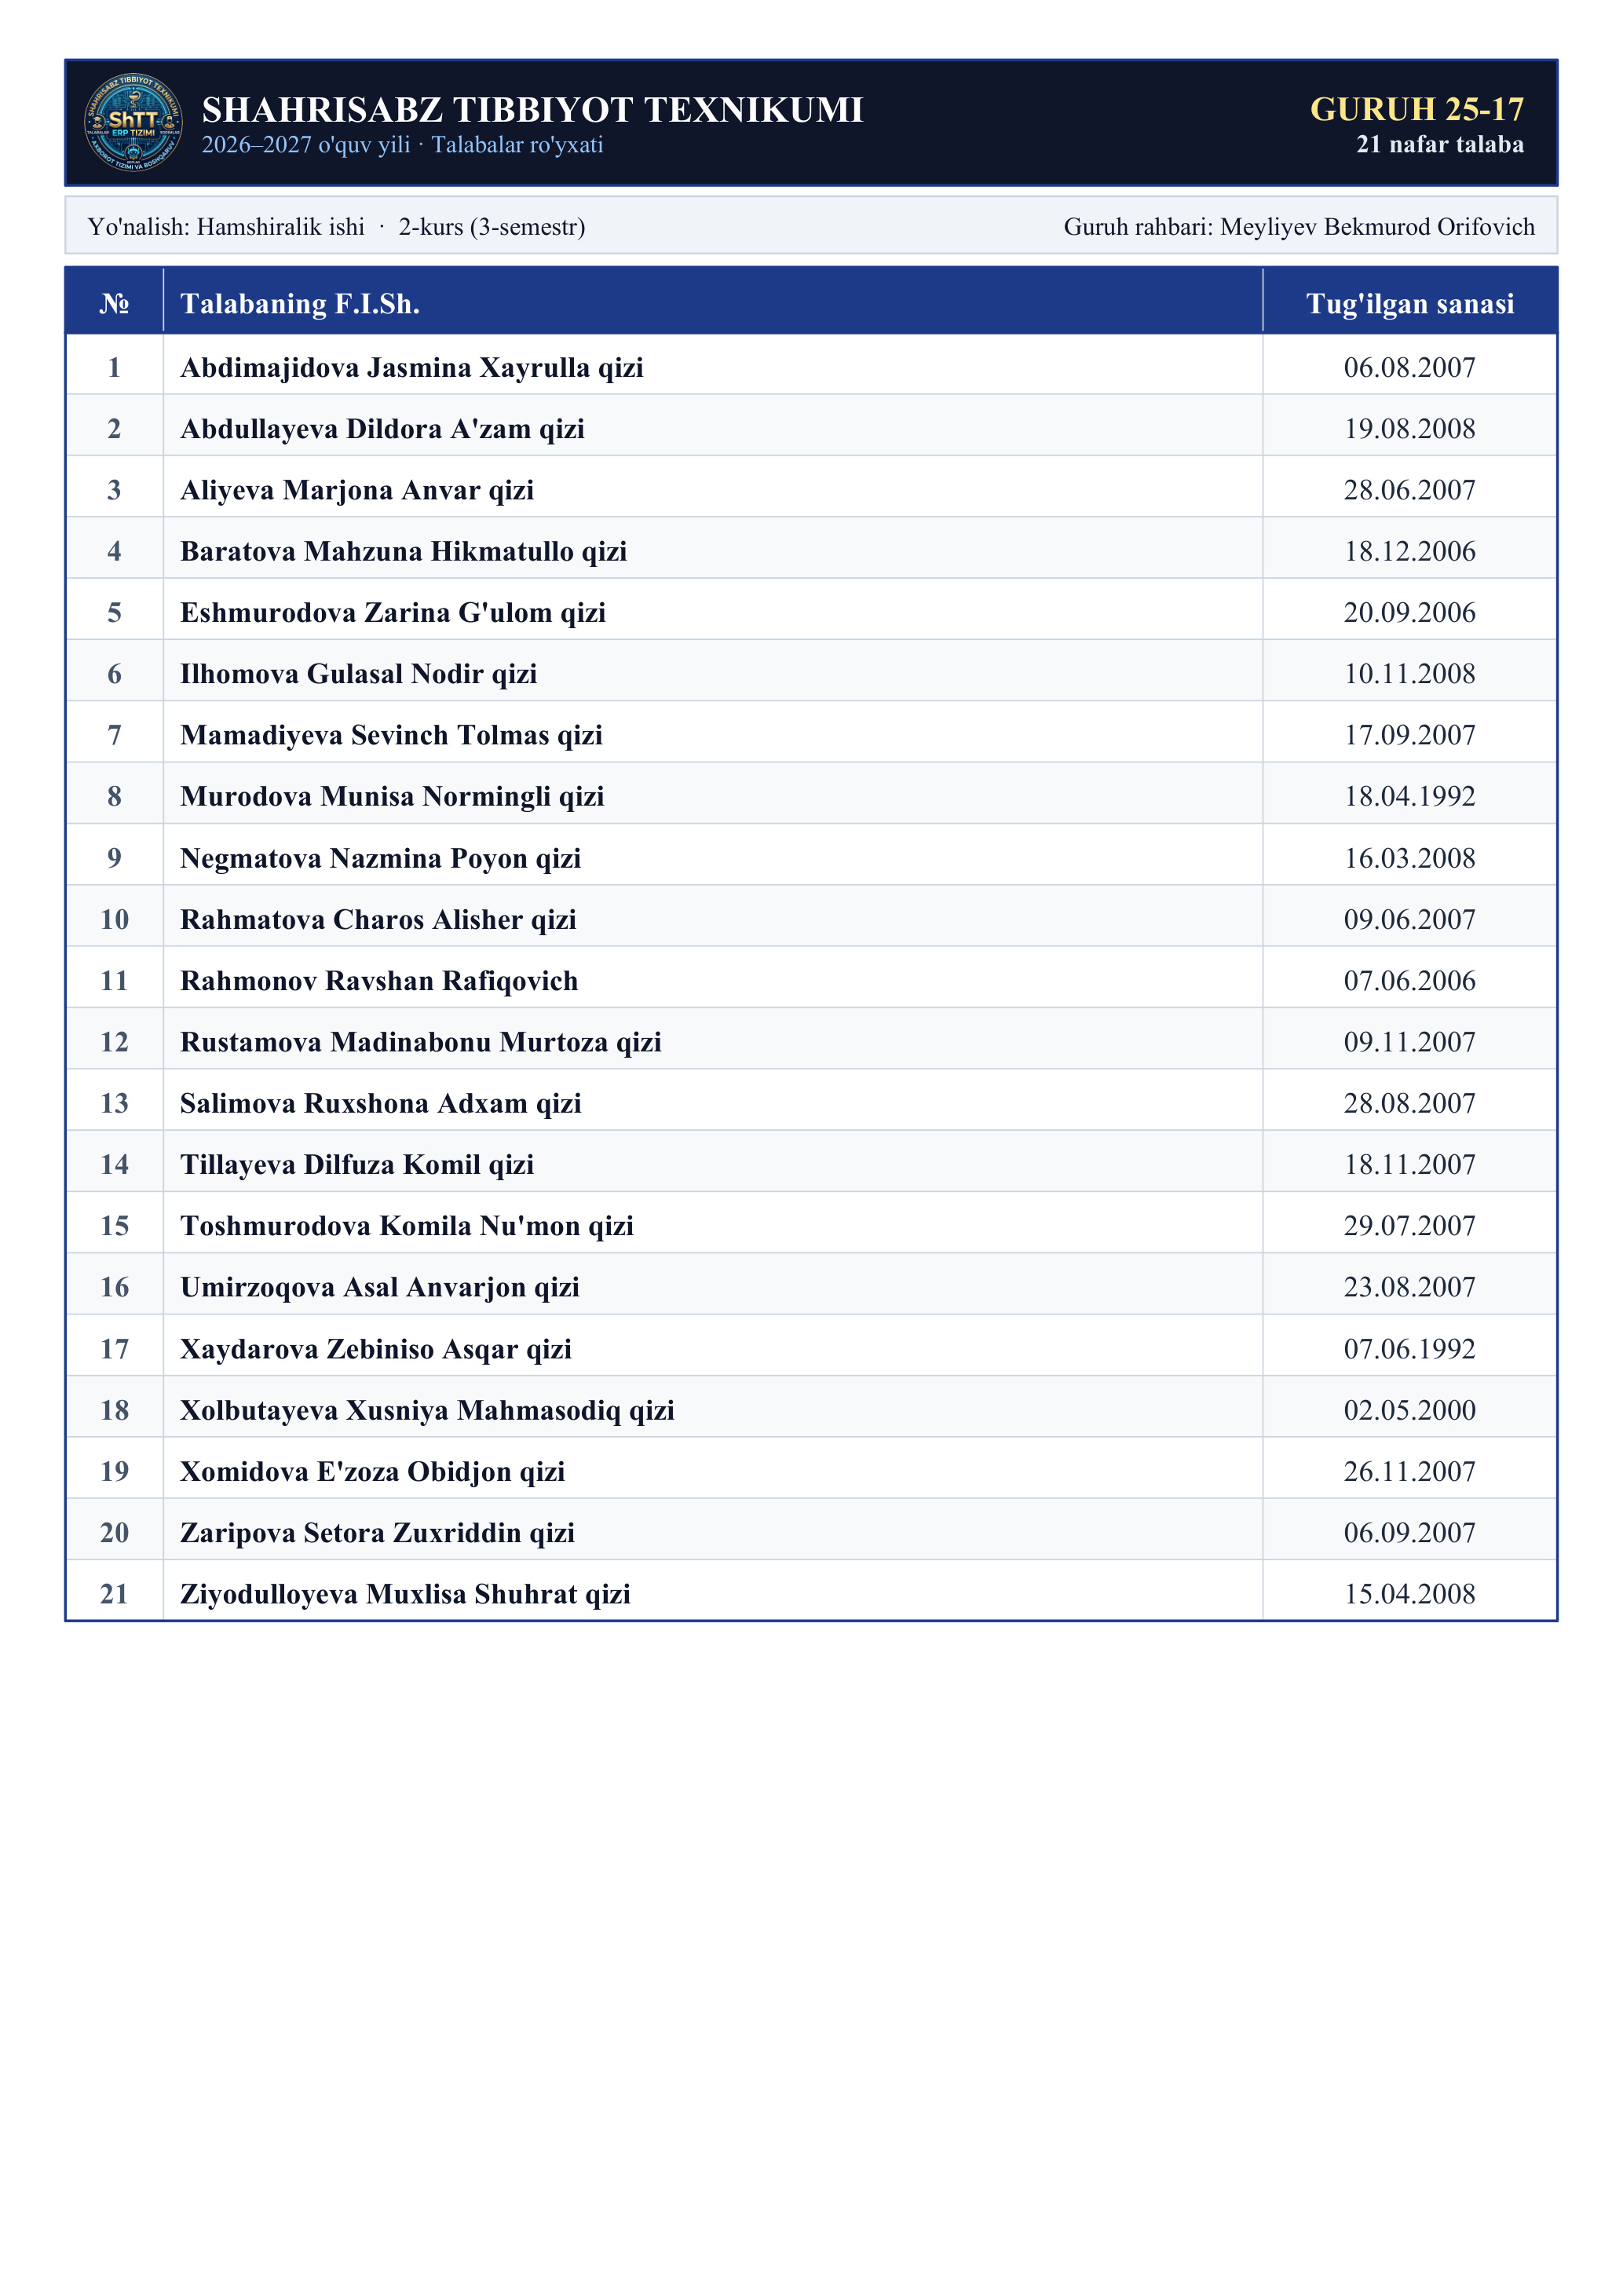 SHAHRISABZ TIBBIYOT TEXNIKUMI
ShTT
ERP TIZIMI
AXBOROT TIZIMI VA BOSHQARUV
SHAHRISABZ TIBBIYOT TEXNIKUMI
2026–2027 o'quv yili · Talabalar ro'yxati
GURUH 25-17
21 nafar talaba
Yo'nalish: Hamshiralik ishi · 2-kurs (3-semestr)
Guruh rahbari: Meyliyev Bekmurod Orifovich
№ Talabaning F.I.Sh. Tug'ilgan sanasi
1 Abdimajidova Jasmina Xayrulla qizi 06.08.2007
2 Abdullayeva Dildora A'zam qizi 19.08.2008
3 Aliyeva Marjona Anvar qizi 28.06.2007
4 Baratova Mahzuna Hikmatullo qizi 18.12.2006
5 Eshmurodova Zarina G'ulom qizi 20.09.2006
6 Ilhomova Gulasal Nodir qizi 10.11.2008
7 Mamadiyeva Sevinch Tolmas qizi 17.09.2007
8 Murodova Munisa Normingli qizi 18.04.1992
9 Negmatova Nazmina Poyon qizi 16.03.2008
10 Rahmatova Charos Alisher qizi 09.06.2007
11 Rahmonov Ravshan Rafiqovich 07.06.2006
12 Rustamova Madinabonu Murtoza qizi 09.11.2007
13 Salimova Ruxshona Adxam qizi 28.08.2007
14 Tillayeva Dilfuza Komil qizi 18.11.2007
15 Toshmurodova Komila Nu'mon qizi 29.07.2007
16 Umirzoqova Asal Anvarjon qizi 23.08.2007
17 Xaydarova Zebiniso Asqar qizi 07.06.1992
18 Xolbutayeva Xusniya Mahmasodiq qizi 02.05.2000
19 Xomidova E'zoza Obidjon qizi 26.11.2007
20 Zaripova Setora Zuxriddin qizi 06.09.2007
21 Ziyodulloyeva Muxlisa Shuhrat qizi 15.04.2008